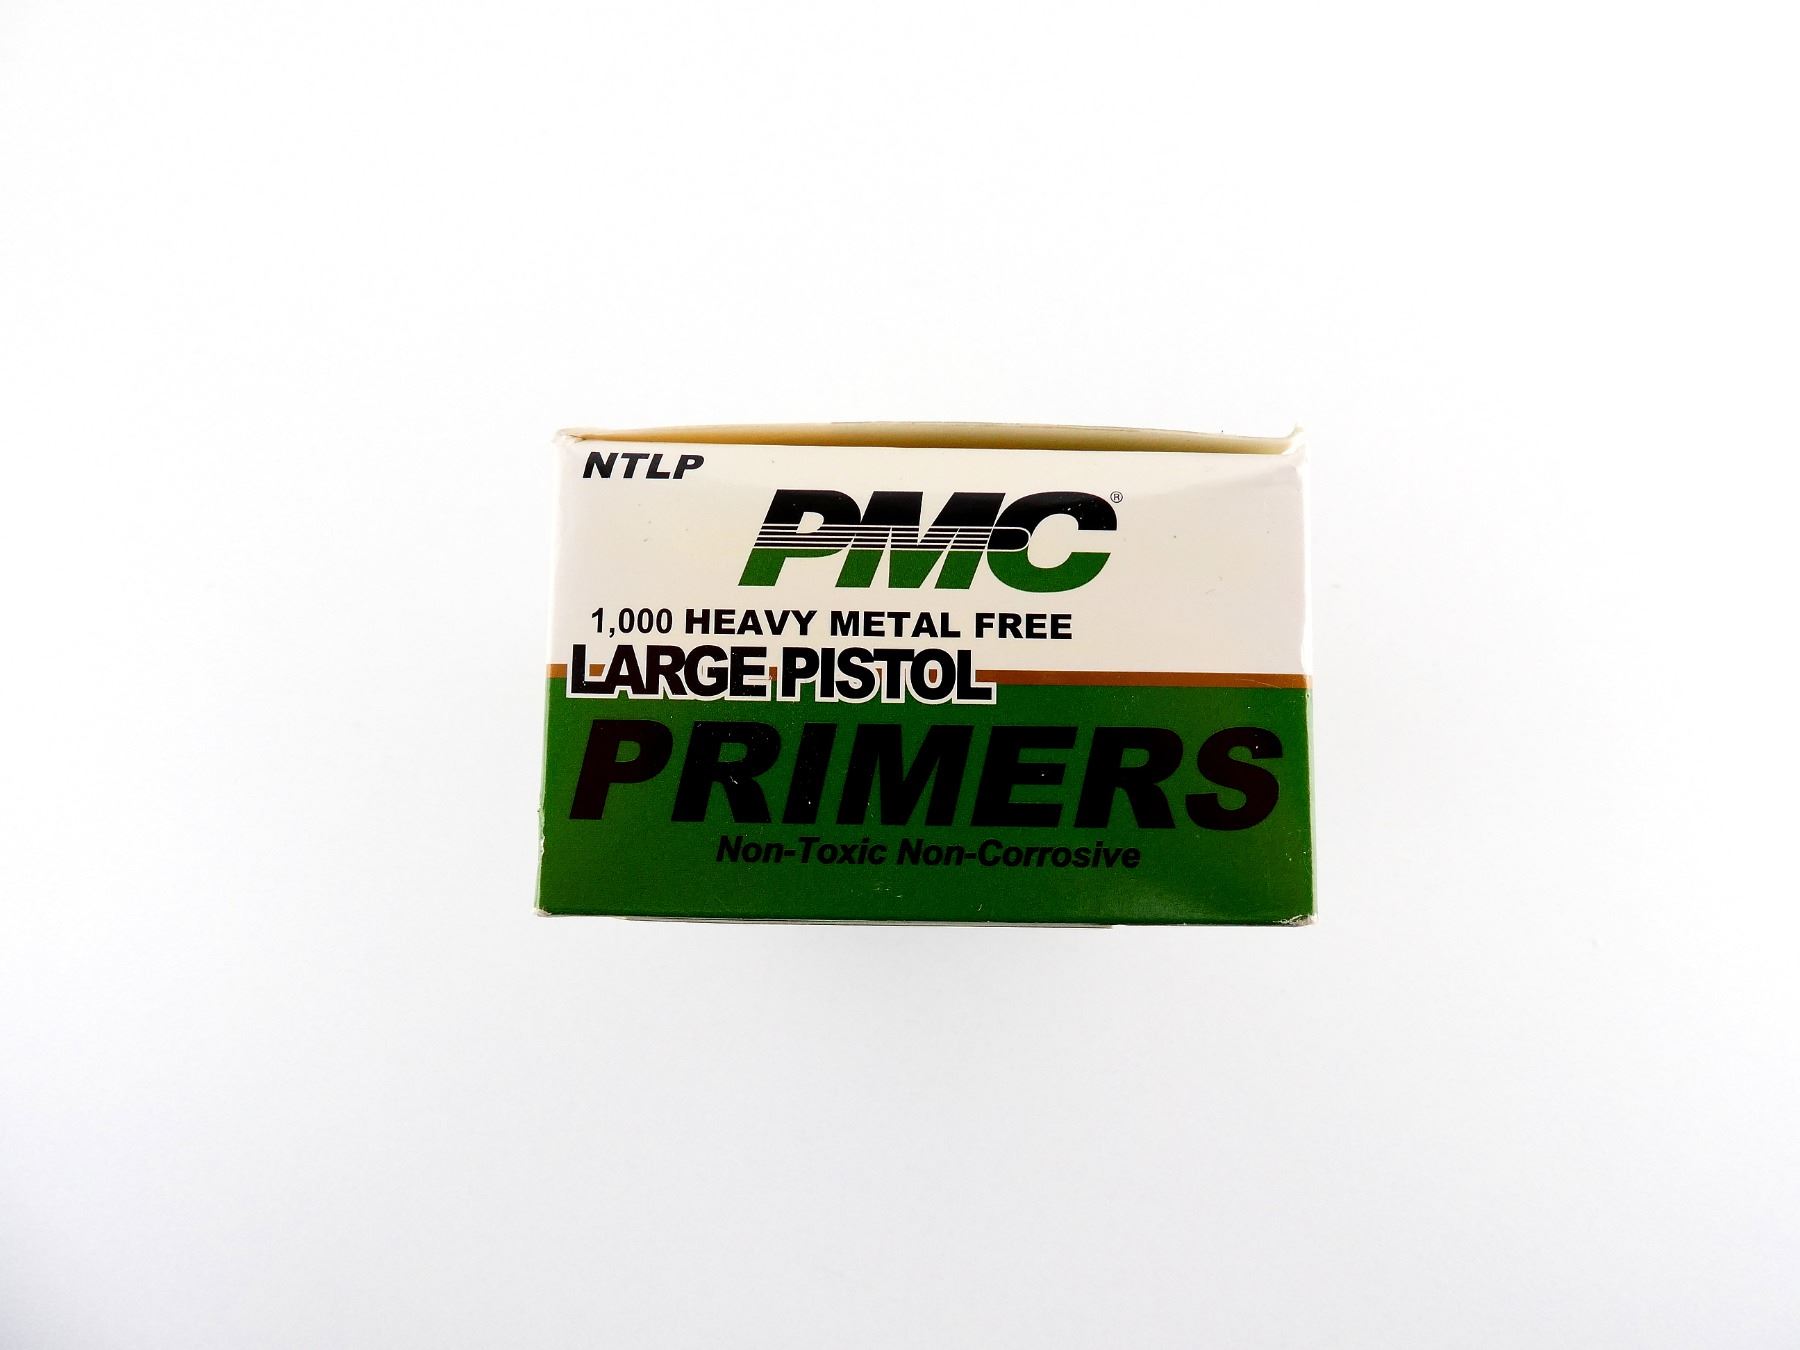 NTLP
PMC®
1,000 HEAVY METAL FREE
LARGE PISTOL
PRIMERS
Non-Toxic Non-Corrosive